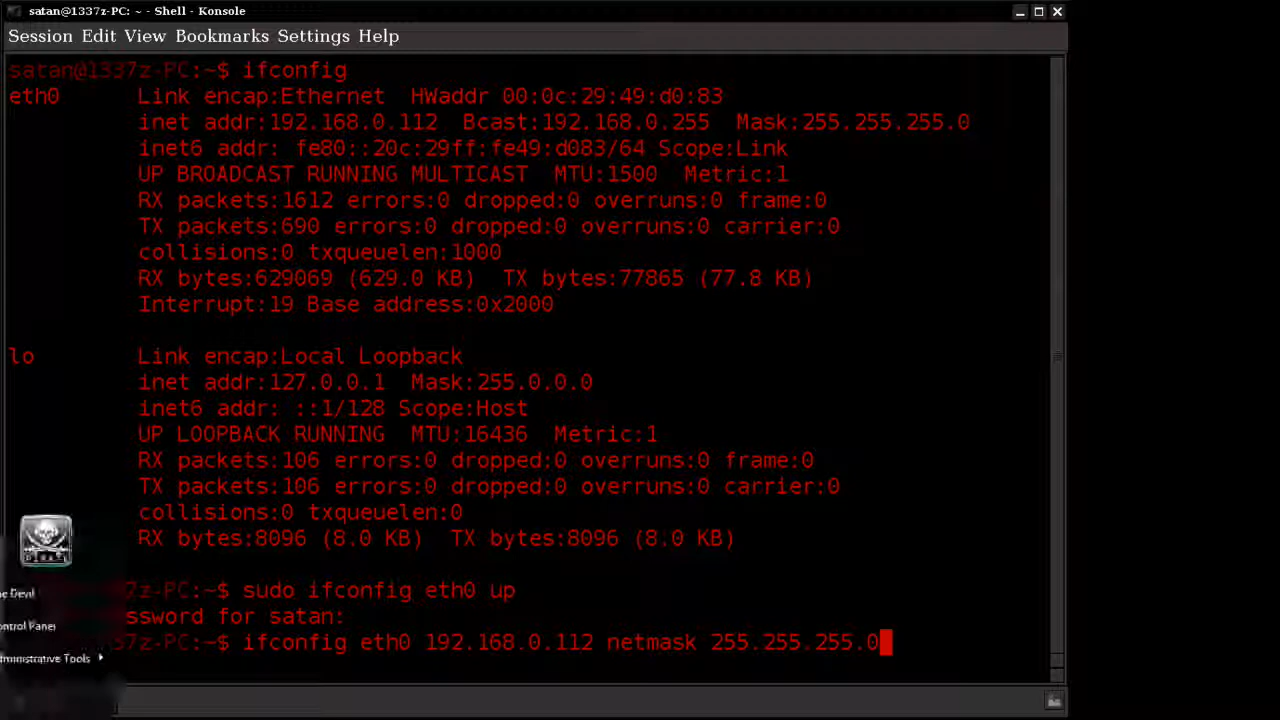 satan@1337z-PC: ~ - Shell - Konsole
Session Edit View Bookmarks Settings Help
satan@1337z-PC:~$ ifconfig
eth0 Link encap:Ethernet HWaddr 00:0c:29:49:d0:83
inet addr:192.168.0.112 Bcast:192.168.0.255 Mask:255.255.255.0
inet6 addr: fe80::20c:29ff:fe49:d083/64 Scope:Link
UP BROADCAST RUNNING MULTICAST MTU:1500 Metric:1
RX packets:1612 errors:0 dropped:0 overruns:0 frame:0
TX packets:690 errors:0 dropped:0 overruns:0 carrier:0
collisions:0 txqueuelen:1000
RX bytes:629069 (629.0 KB) TX bytes:77865 (77.8 KB)
Interrupt:19 Base address:0x2000
lo Link encap:Local Loopback
inet addr:127.0.0.1 Mask:255.0.0.0
inet6 addr: ::1/128 Scope:Host
UP LOOPBACK RUNNING MTU:16436 Metric:1
RX packets:106 errors:0 dropped:0 overruns:0 frame:0
TX packets:106 errors:0 dropped:0 overruns:0 carrier:0
collisions:0 txqueuelen:0
RX bytes:8096 (8.0 KB) TX bytes:8096 (8.0 KB)
37z-PC:~$ sudo ifconfig eth0 up
e Devil
ssword for satan:
ontrol Panel
337z-PC:~$ ifconfig eth0 192.168.0.112 netmask 255.255.255.0
ministrative Tools